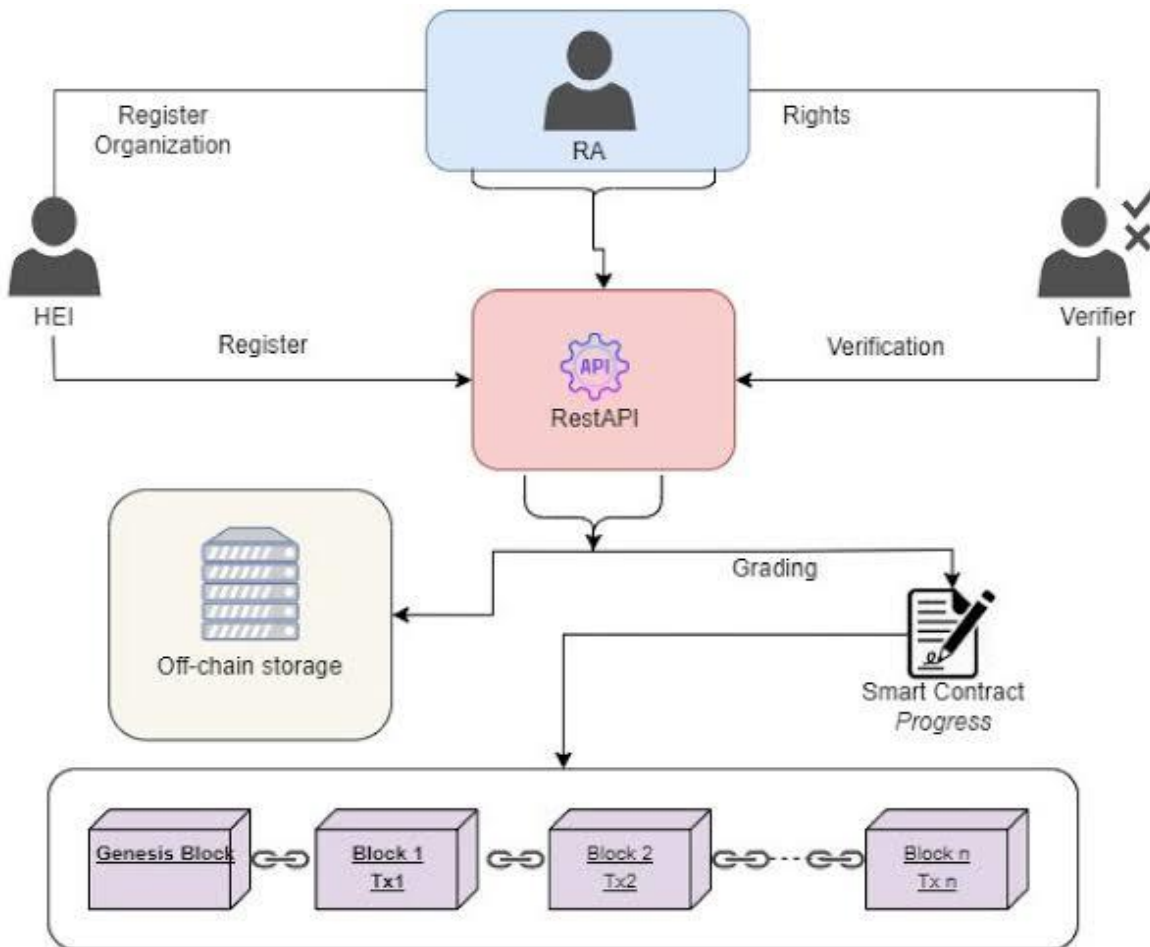 Register
Organization
RA
Rights
HEI
Verifier
Register
API
RestAPI
Verification
Off-chain storage
Grading
Smart Contract
Progress
Genesis Block
Block 1
Tx1
Block 2
Tx2
Block n
Tx n